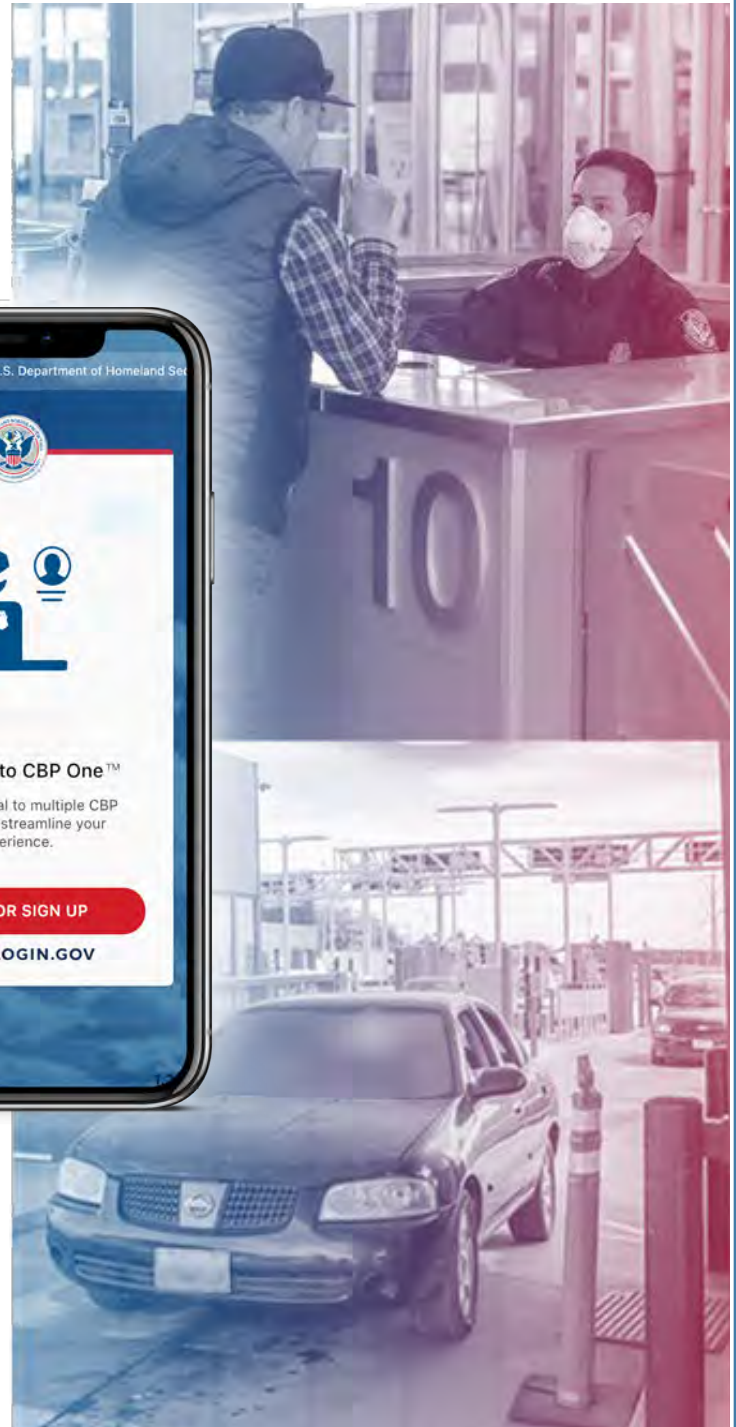 .S. Department of Homeland Sec
to CBP One™
al to multiple CBP
streamline your
erience.
OR SIGN UP
OGIN.GOV
10